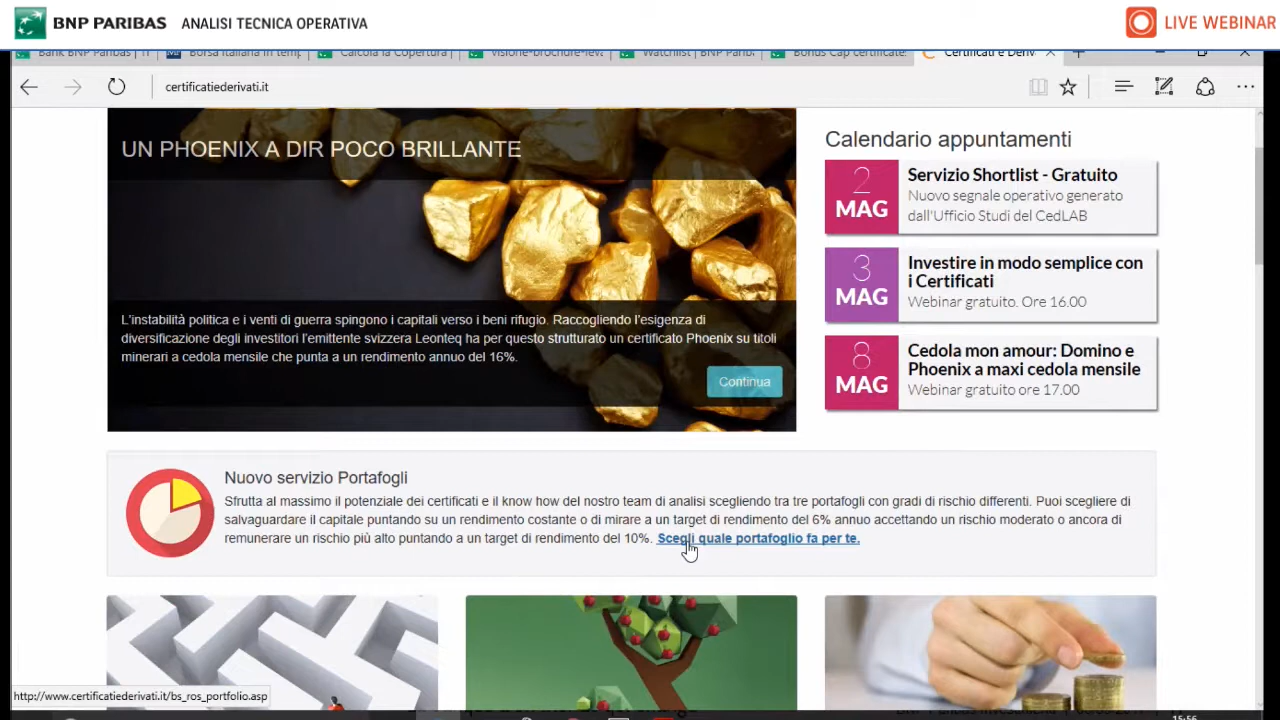 BNP PARIBAS ANALISI TECNICA OPERATIVA
LIVE WEBINAR
Bank BNP Paribas | Borsa Italiana in temp Calcola la Copertura | visione-brochure-leva Watchlist | BNP Pariba Bonus Cap certificate: Certificati e Deriv
certificatiederivati.it
UN PHOENIX A DIR POCO BRILLANTE
L'instabilità politica e i venti di guerra spingono i capitali verso i beni rifugio. Raccogliendo l'esigenza di
diversificazione degli investitori l'emittente svizzera Leonteq ha per questo strutturato un certificato Phoenix su titoli
minerari a cedola mensile che punta a un rendimento annuo del 16%.
Continua
Calendario appuntamenti
2
MAG
Servizio Shortlist - Gratuito
Nuovo segnale operativo generato
dall'Ufficio Studi del CedLAB
3
MAG
Investire in modo semplice con
i Certificati
Webinar gratuito. Ore 16.00
8
MAG
Cedola mon amour: Domino e
Phoenix a maxi cedola mensile
Webinar gratuito ore 17.00
Nuovo servizio Portafogli
Sfrutta al massimo il potenziale dei certificati e il know how del nostro team di analisi scegliendo tra tre portafogli con gradi di rischio differenti. Puoi scegliere di
salvaguardare il capitale puntando su un rendimento costante o di mirare a un target di rendimento del 6% annuo accettando un rischio moderato o ancora di
remunerare un rischio più alto puntando a un target di rendimento del 10%. Scegli quale portafoglio fa per te.
http://www.certificatiederivati.it/bs_ros_portfolio.asp
15:56